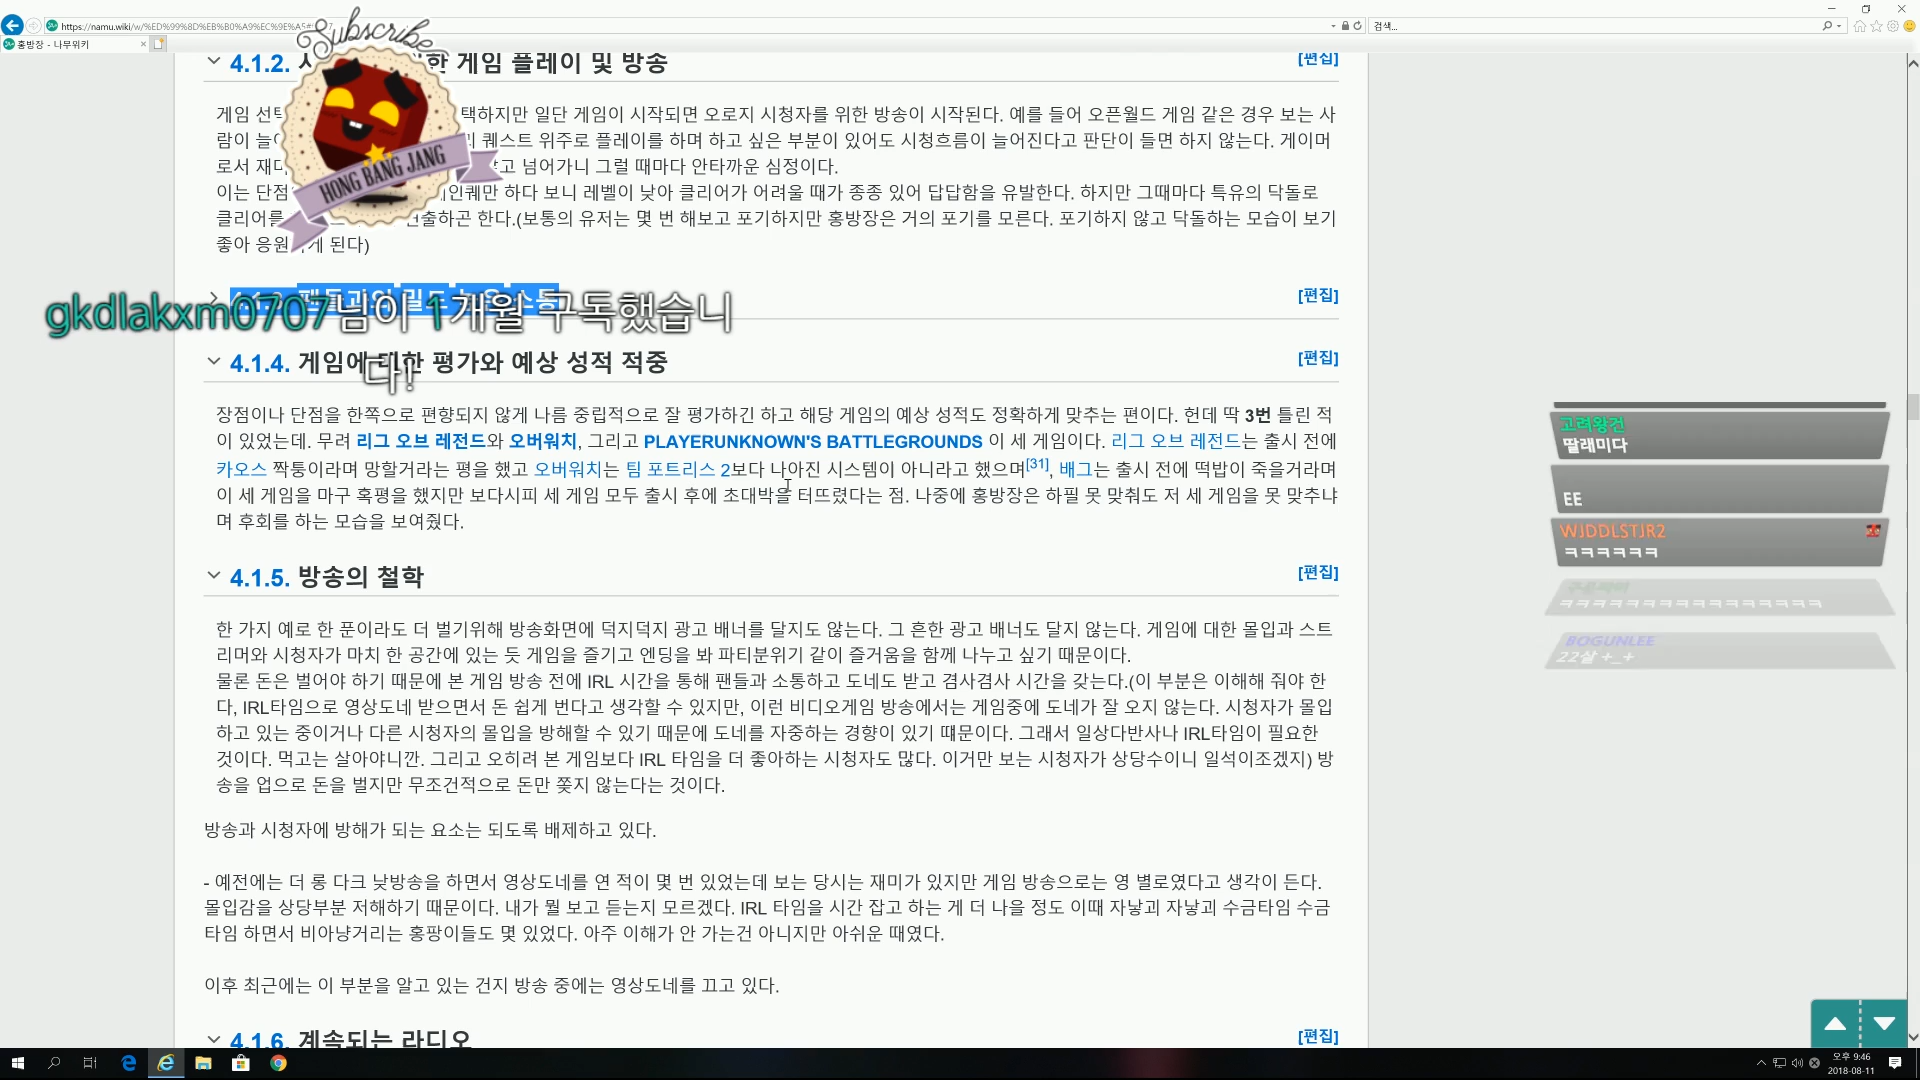 https://namu.wiki/w/%ED%99%8D%EB%B0%A9%EC%9E%A5
검색...
홍방장 - 나무위키
Subscribe
4.1.2.
한 게임 플레이 및 방송
[편집]
게임 선택
택하지만 일단 게임이 시작되면 오로지 시청자를 위한 방송이 시작된다. 예를 들어 오픈월드 게임 같은 경우 보는 사
람이 늘어
퀘스트 위주로 플레이를 하며 하고 싶은 부분이 있어도 시청흐름이 늘어진다고 판단이 들면 하지 않는다. 게이머
로서 재미
고 넘어가니 그럴 때마다 안타까운 심정이다.
이는 단점
인퀘만 하다 보니 레벨이 낮아 클리어가 어려울 때가 종종 있어 답답함을 유발한다. 하지만 그때마다 특유의 닥돌로
클리어를
연출하곤 한다.(보통의 유저는 몇 번 해보고 포기하지만 홍방장은 거의 포기를 모른다. 포기하지 않고 닥돌하는 모습이 보기
좋아 응원하게 된다)
HONG BANG JANG
4.1.3. 팬들과의 밀도 높은 소통
[편집]
gkdlakxm0707님이 1개월 구독했습니
다!
4.1.4. 게임에 대한 평가와 예상 성적 적중
[편집]
장점이나 단점을 한쪽으로 편향되지 않게 나름 중립적으로 잘 평가하긴 하고 해당 게임의 예상 성적도 정확하게 맞추는 편이다. 헌데 딱 3번 틀린 적
이 있었는데. 무려 리그 오브 레전드와 오버워치, 그리고 PLAYERUNKNOWN'S BATTLEGROUNDS 이 세 게임이다. 리그 오브 레전드는 출시 전에
카오스 짝퉁이라며 망할거라는 평을 했고 오버워치는 팀 포트리스 2보다 나아진 시스템이 아니라고 했으며[31], 배그는 출시 전에 떡밥이 죽을거라며
이 세 게임을 마구 혹평을 했지만 보다시피 세 게임 모두 출시 후에 초대박을 터뜨렸다는 점. 나중에 홍방장은 하필 못 맞춰도 저 세 게임을 못 맞추냐
며 후회를 하는 모습을 보여줬다.
4.1.5. 방송의 철학
[편집]
한 가지 예로 한 푼이라도 더 벌기위해 방송화면에 덕지덕지 광고 배너를 달지도 않는다. 그 흔한 광고 배너도 달지 않는다. 게임에 대한 몰입과 스트
리머와 시청자가 마치 한 공간에 있는 듯 게임을 즐기고 엔딩을 봐 파티분위기 같이 즐거움을 함께 나누고 싶기 때문이다.
물론 돈은 벌어야 하기 때문에 본 게임 방송 전에 IRL 시간을 통해 팬들과 소통하고 도네도 받고 겸사겸사 시간을 갖는다.(이 부분은 이해해 줘야 한
다, IRL타임으로 영상도네 받으면서 돈 쉽게 번다고 생각할 수 있지만, 이런 비디오게임 방송에서는 게임중에 도네가 잘 오지 않는다. 시청자가 몰입
하고 있는 중이거나 다른 시청자의 몰입을 방해할 수 있기 때문에 도네를 자중하는 경향이 있기 떄문이다. 그래서 일상다반사나 IRL타임이 필요한
것이다. 먹고는 살아야니깐. 그리고 오히려 본 게임보다 IRL 타임을 더 좋아하는 시청자도 많다. 이거만 보는 시청자가 상당수이니 일석이조겠지) 방
송을 업으로 돈을 벌지만 무조건적으로 돈만 쫓지 않는다는 것이다.
방송과 시청자에 방해가 되는 요소는 되도록 배제하고 있다.
- 예전에는 더 롱 다크 낮방송을 하면서 영상도네를 연 적이 몇 번 있었는데 보는 당시는 재미가 있지만 게임 방송으로는 영 별로였다고 생각이 든다.
몰입감을 상당부분 저해하기 때문이다. 내가 뭘 보고 듣는지 모르겠다. IRL 타임을 시간 잡고 하는 게 더 나을 정도 이때 자낳괴 자낳괴 수금타임 수금
타임 하면서 비아냥거리는 홍팡이들도 몇 있었다. 아주 이해가 안 가는건 아니지만 아쉬운 때였다.
이후 최근에는 이 부분을 알고 있는 건지 방송 중에는 영상도네를 끄고 있다.
4.1.6. 계속되는 라디오
[편집]
고려왕건
딸래미다
EE
WJDDLSTJR2
ㅋㅋㅋㅋㅋㅋ
ㅋㅋㅋㅋㅋㅋㅋㅋㅋㅋㅋㅋㅋㅋㅋㅋ
BOGUNLEE
22살 +_+
오후 9:46
2018-08-11